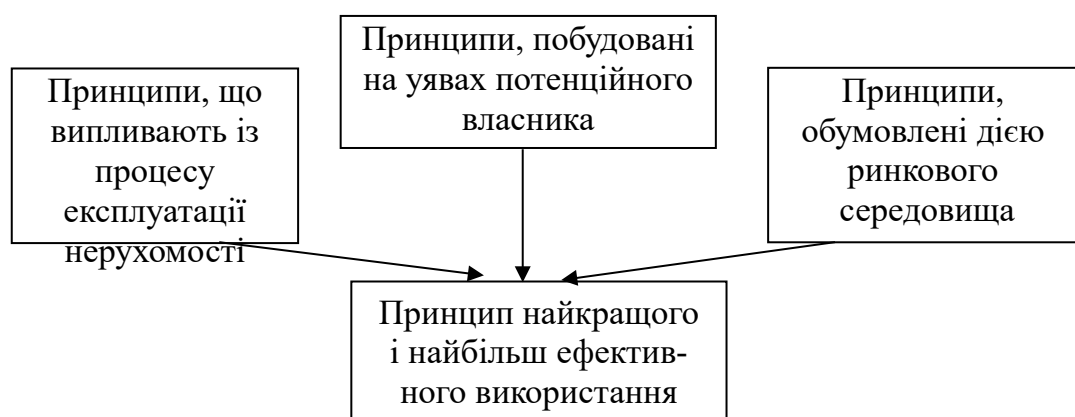 Принципи, що
випливають із
процесу
експлуатації
нерухомості
Принципи, побудовані
на уявах потенційного
власника
Принципи,
обумовлені дією
ринкового
середовища
Принцип найкращого
і найбільш ефектив-
ного використання